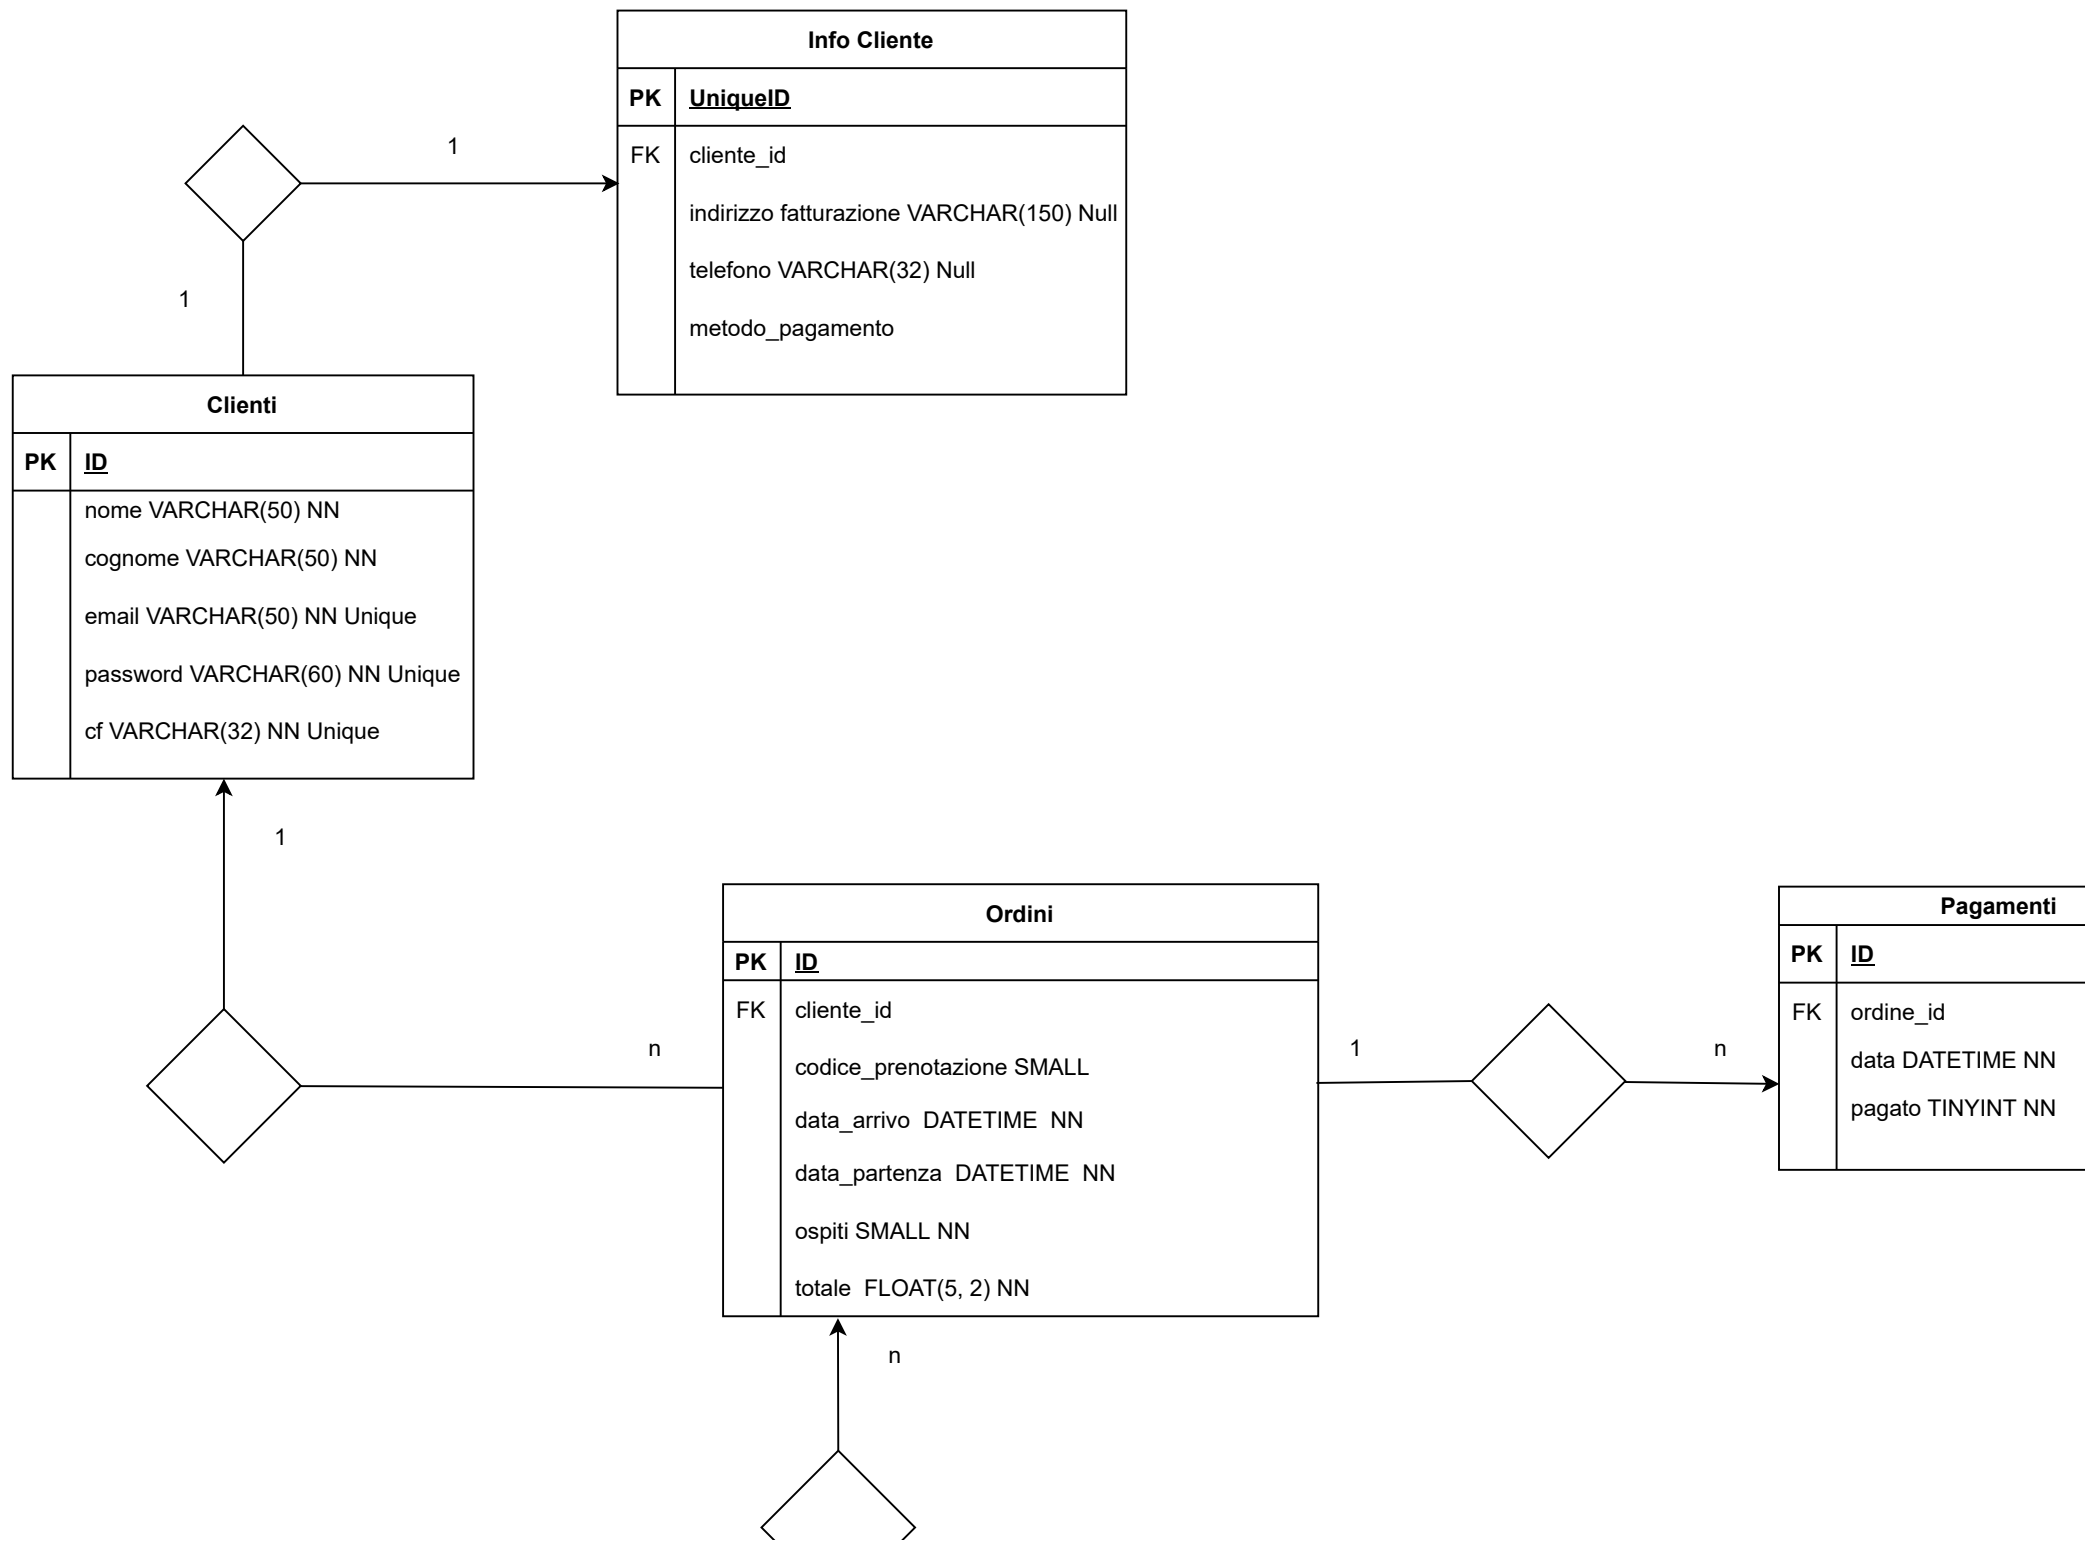 Info Cliente
PK UniqueID
FK cliente_id
indirizzo fatturazione VARCHAR(150) Null
telefono VARCHAR(32) Null
metodo_pagamento
1
1
Clienti
PK ID
nome VARCHAR(50) NN
cognome VARCHAR(50) NN
email VARCHAR(50) NN Unique
password VARCHAR(60) NN Unique
cf VARCHAR(32) NN Unique
1
n
Ordini
PK ID
FK cliente_id
codice_prenotazione SMALL
data_arrivo  DATETIME  NN
data_partenza  DATETIME  NN
ospiti SMALL NN
totale  FLOAT(5, 2) NN
1
n
Pagamenti
PK ID
FK ordine_id
data DATETIME NN
pagato TINYINT NN
n